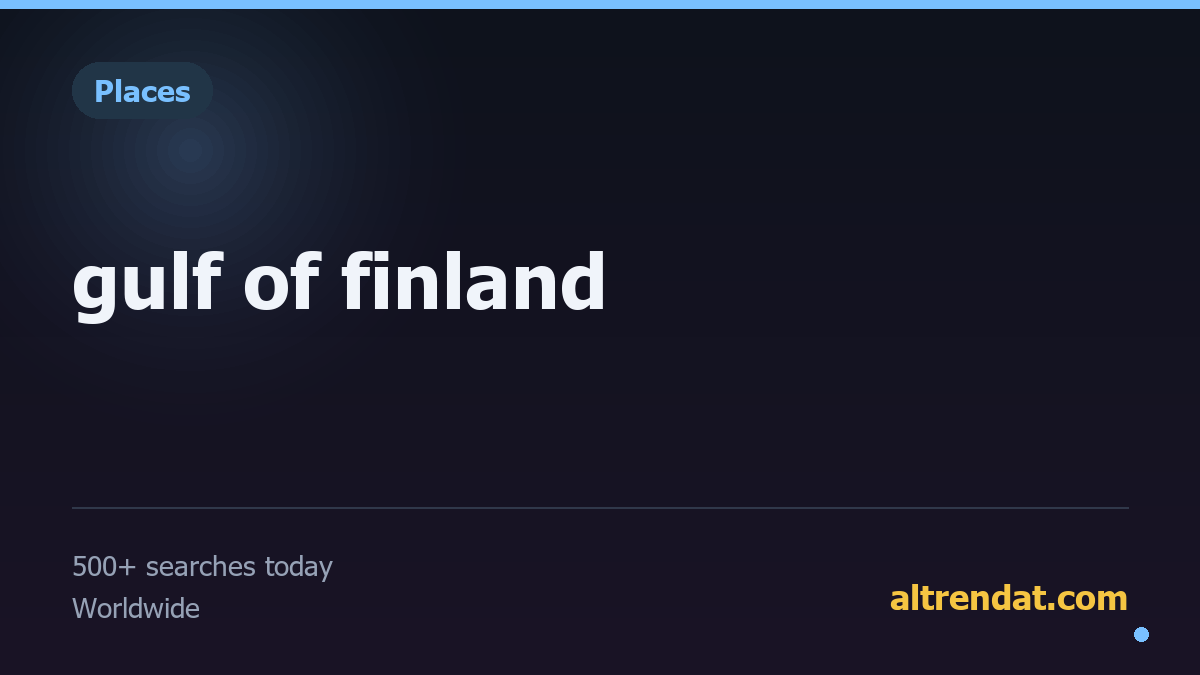 Places
gulf of finland
500+ searches today
Worldwide
altrendat.com